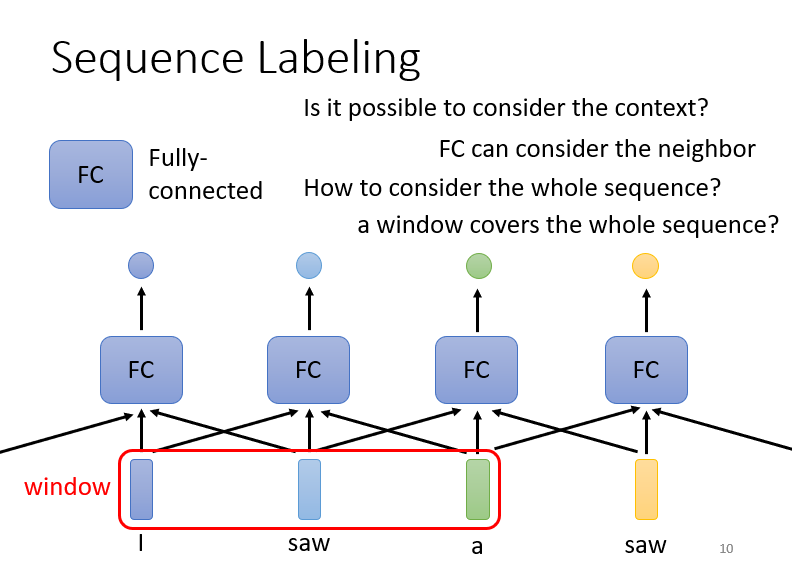 Sequence Labeling
Is it possible to consider the context?
FC can consider the neighbor
FC
Fully-
connected
How to consider the whole sequence?
a window covers the whole sequence?
FC
FC
FC
FC
window
I
saw
a
saw
10